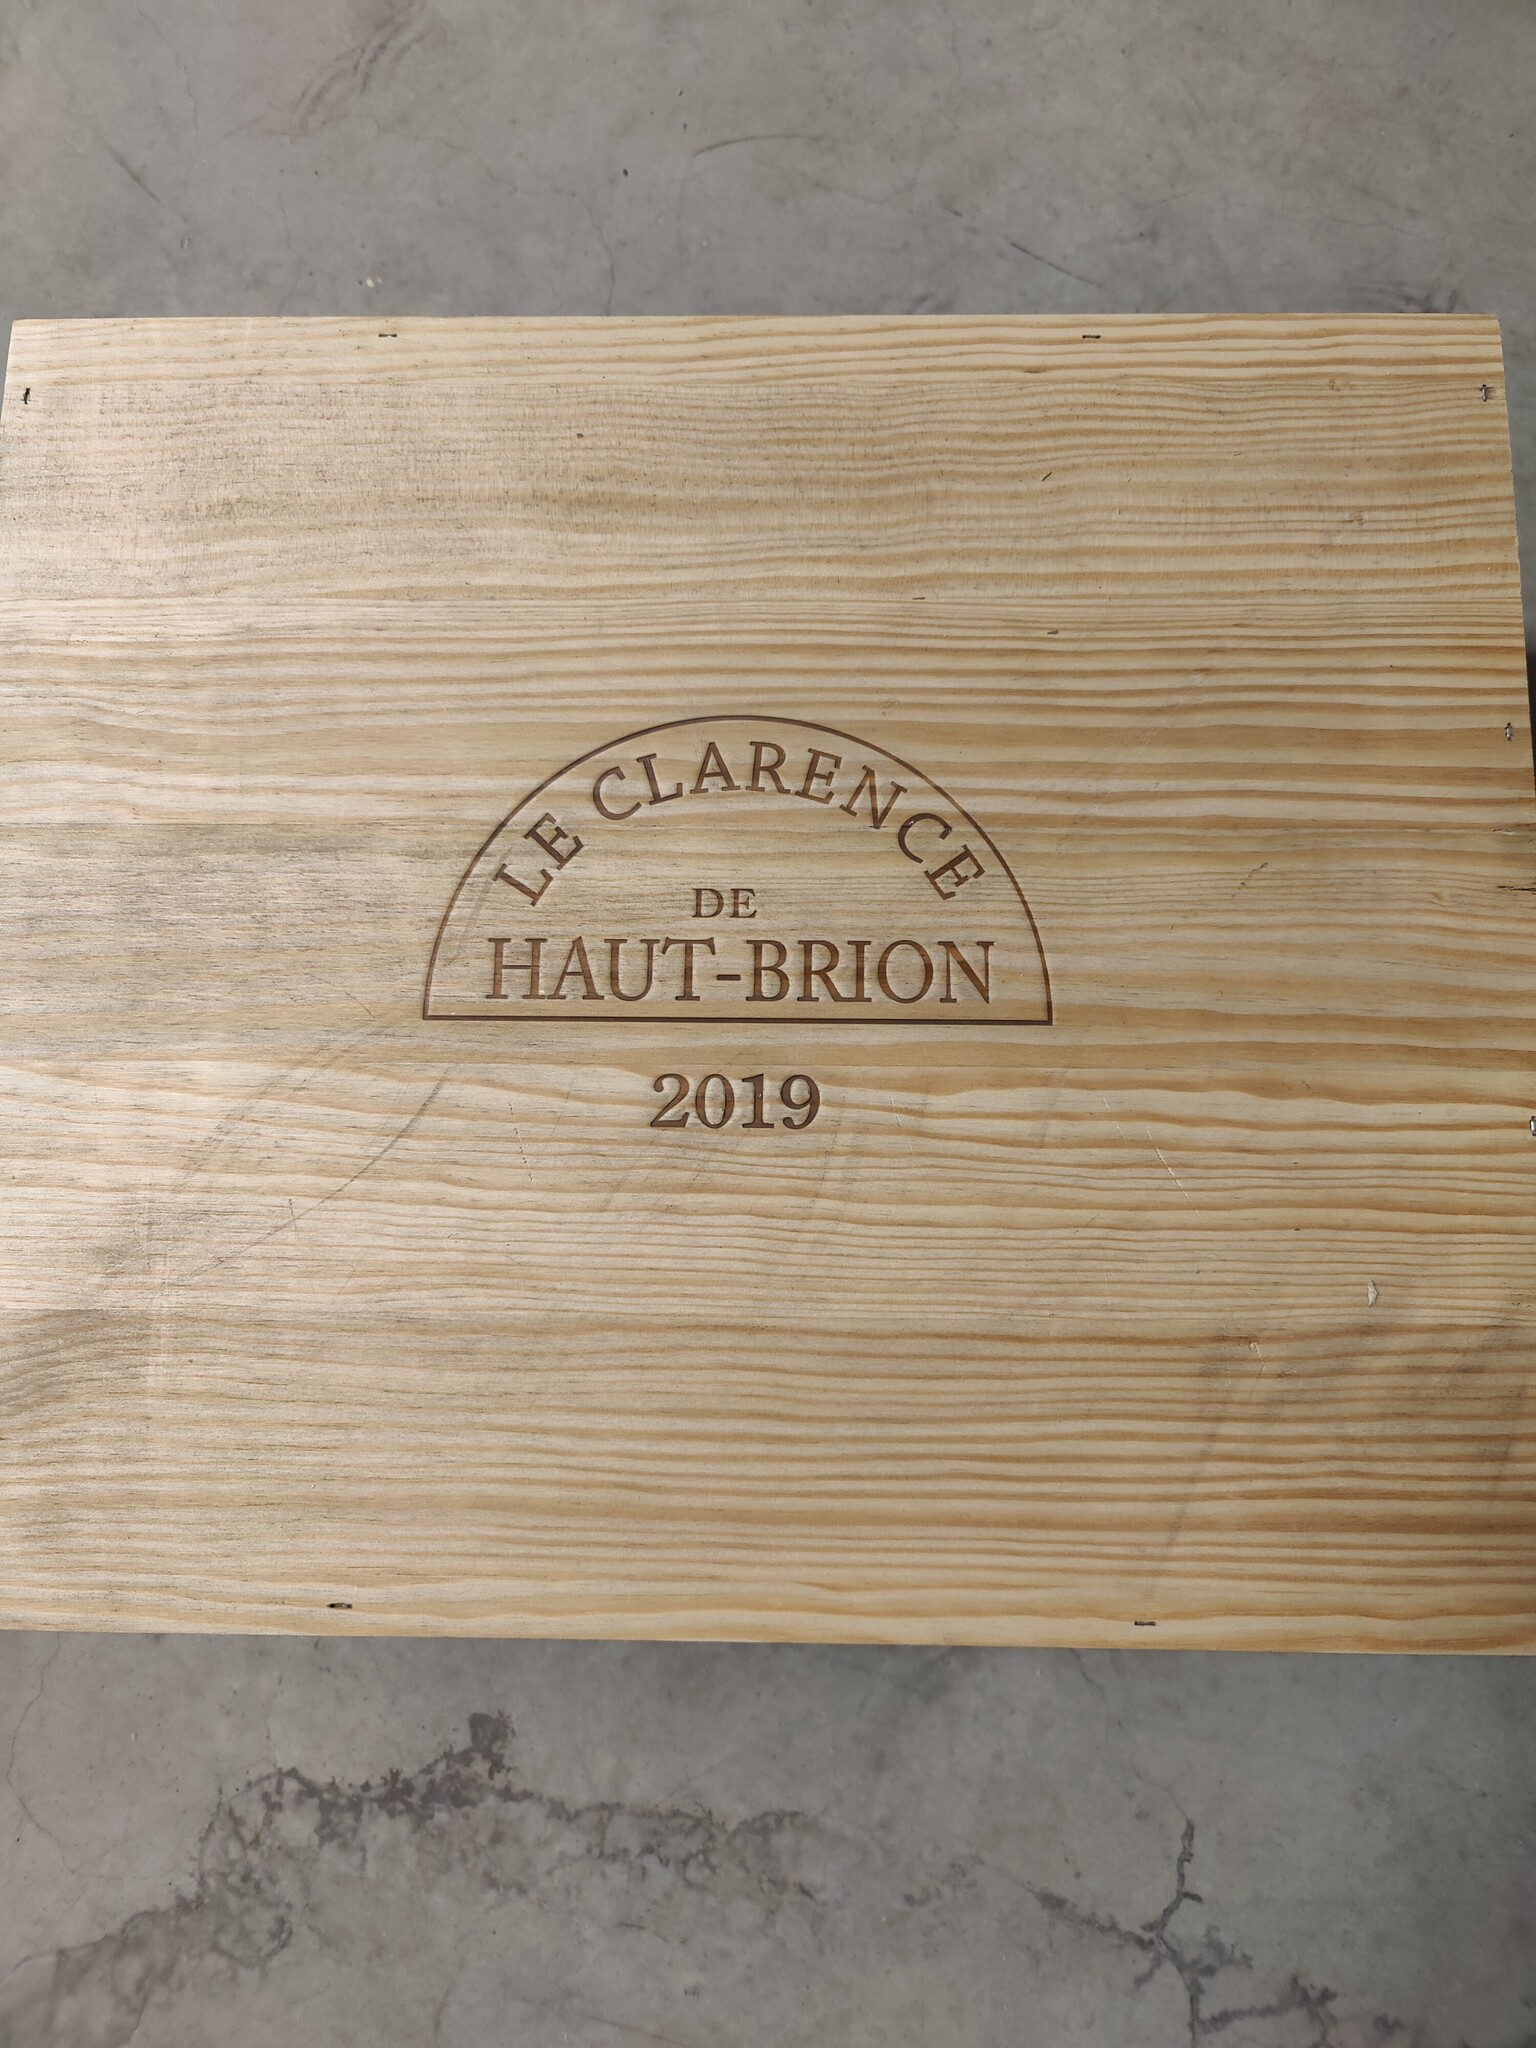 LE CLARENCE
DE
HAUT-BRION
2019